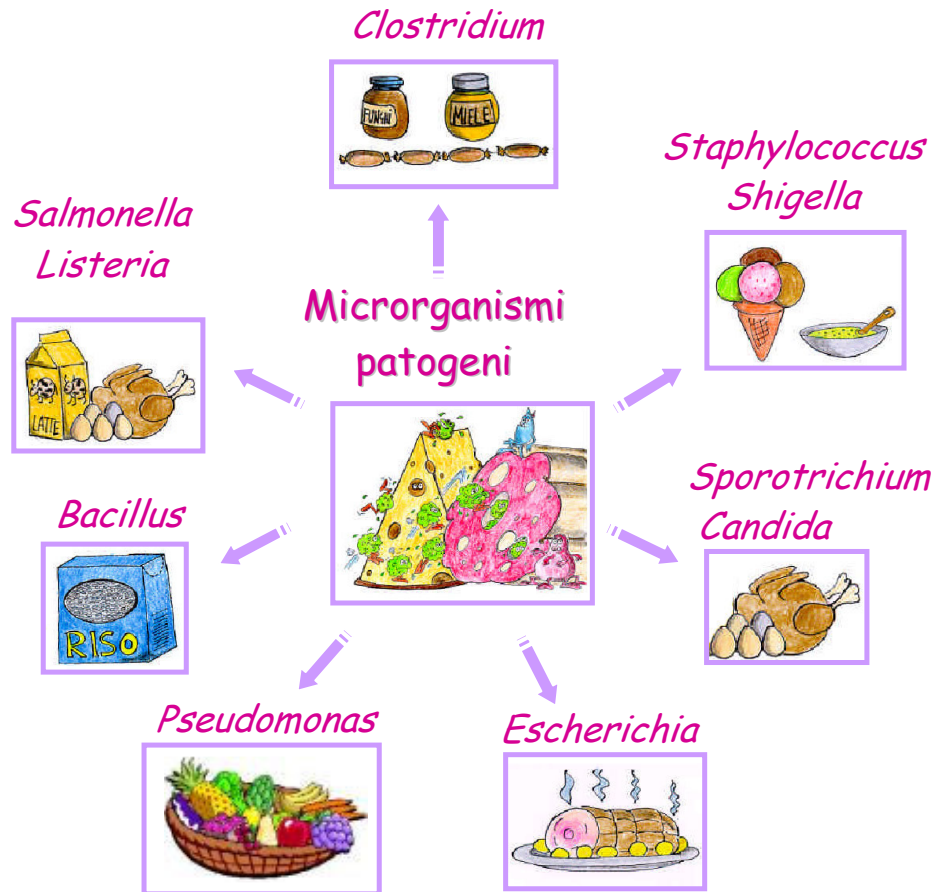 Clostridium
FUNGHI
MIELE
Staphylococcus
Shigella
Salmonella
Listeria
LATTE
Microrganismi
patogeni
Sporotrichium
Candida
Bacillus
RISO
Pseudomonas
Escherichia